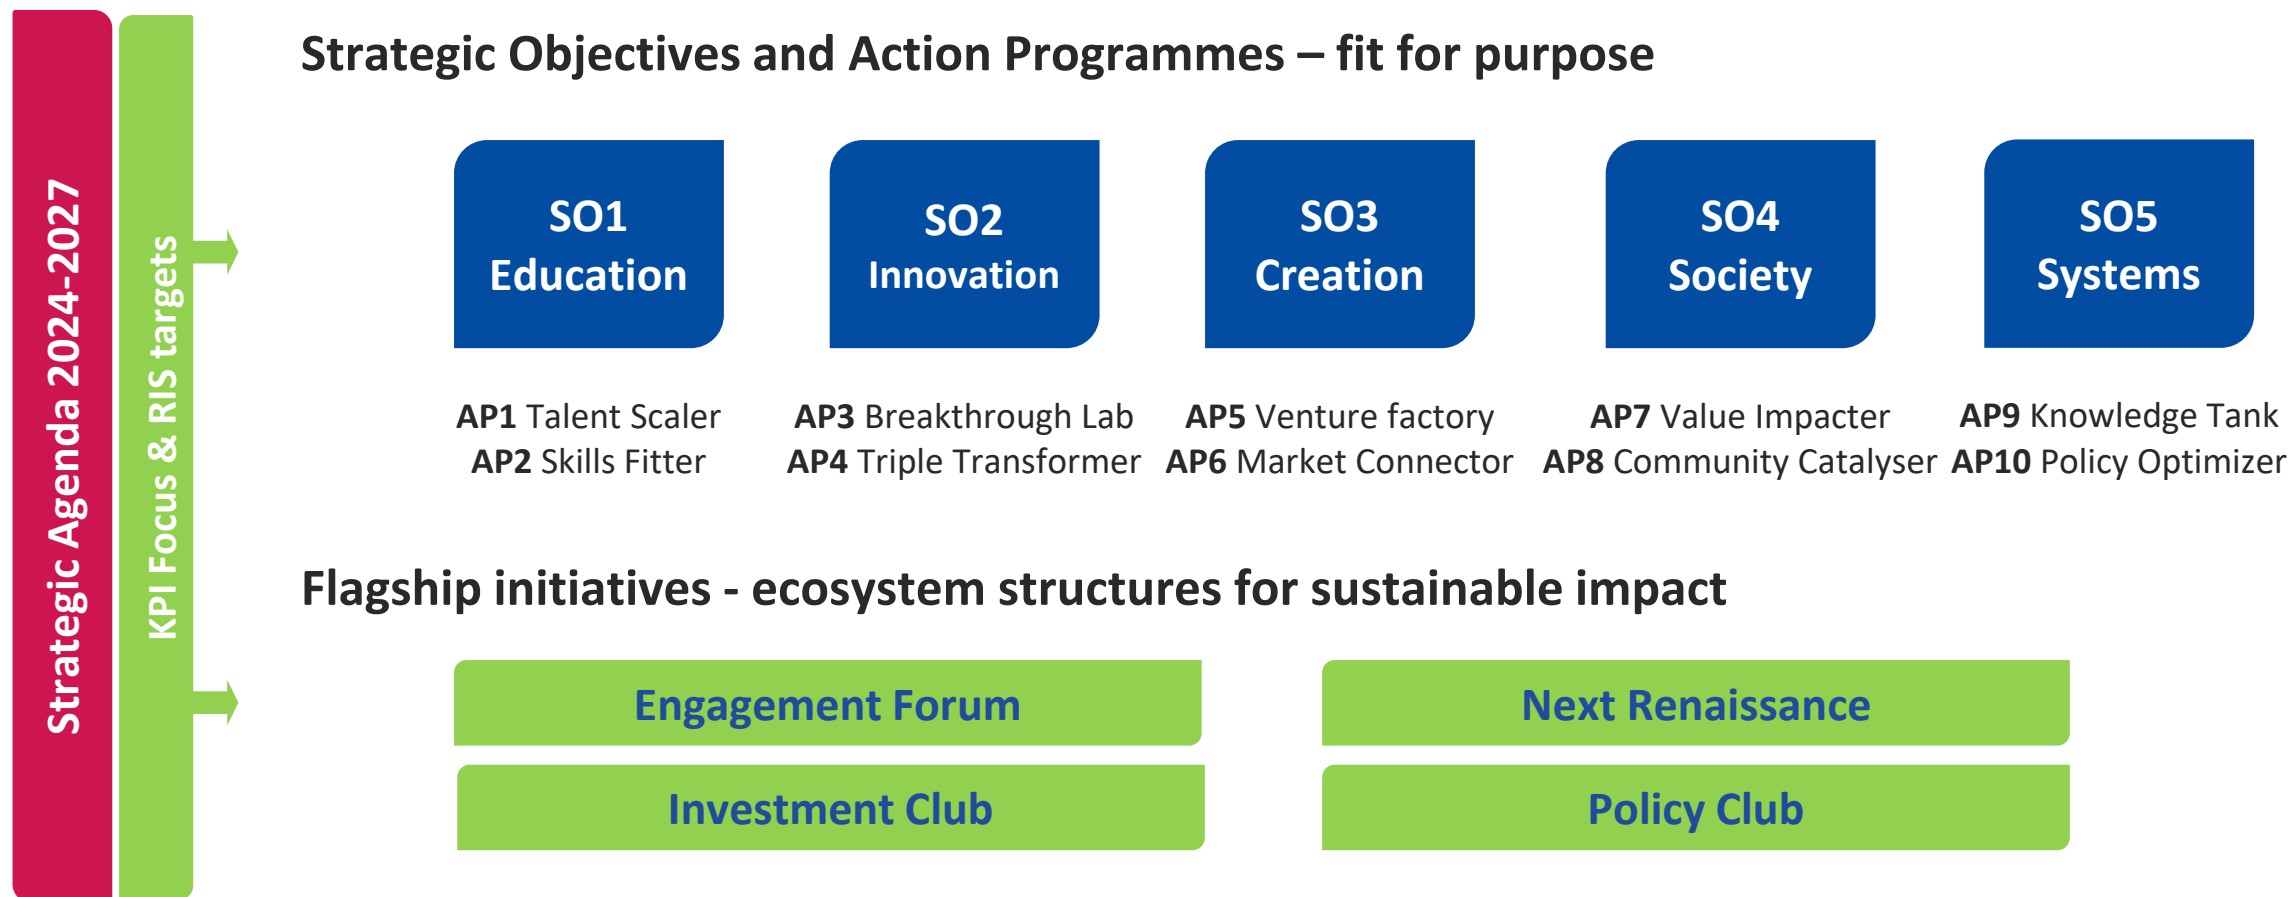 Strategic Agenda 2024-2027
KPI Focus & RIS targets
Strategic Objectives and Action Programmes – fit for purpose
SO1
Education
SO2
Innovation
SO3
Creation
SO4
Society
SO5
Systems
AP1 Talent Scaler
AP2 Skills Fitter
AP3 Breakthrough Lab
AP4 Triple Transformer
AP5 Venture factory
AP6 Market Connector
AP7 Value Impacter
AP8 Community Catalyser
AP9 Knowledge Tank
AP10 Policy Optimizer
Flagship initiatives - ecosystem structures for sustainable impact
Engagement Forum
Next Renaissance
Investment Club
Policy Club